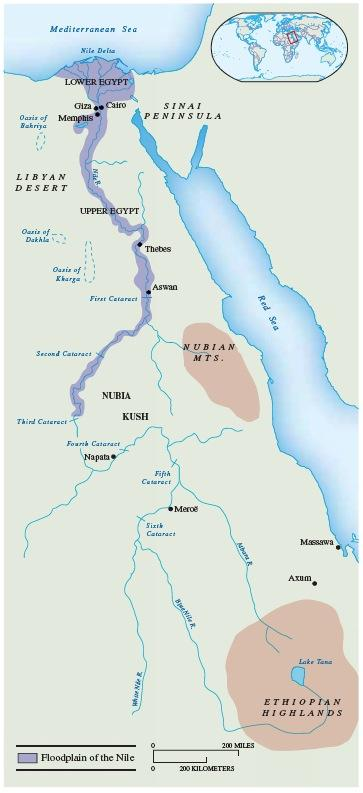 Mediterranean Sea
Nile Delta
LOWER EGYPT
Giza
Cairo
Memphis
SINAI
PENINSULA
Oasis of
Bahriya
LIBYAN
DESERT
Nile R.
UPPER EGYPT
Oasis of
Dakhla
Thebes
Oasis of
Kharga
Aswan
First Cataract
Red Sea
Second Cataract
NUBIAN
MTS.
NUBIA
Third Cataract
KUSH
Fourth Cataract
Napata
Fifth
Cataract
Meroë
Sixth
Cataract
Massawa
Atbara R.
Axum
Blue Nile R.
White Nile R.
Lake Tana
ETHIOPIAN
HIGHLANDS
Floodplain of the Nile
0 200 MILES
0 200 KILOMETERS